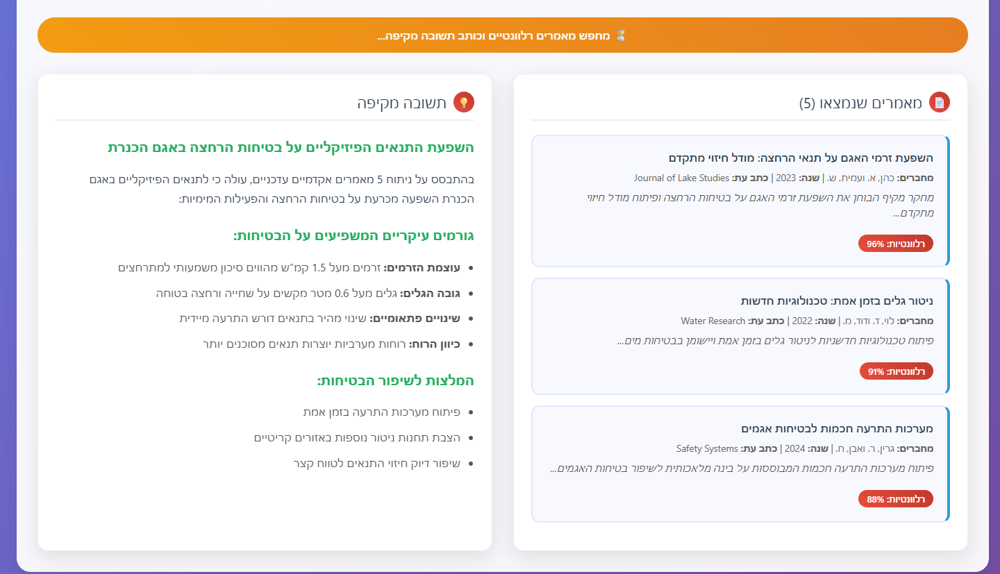 ⏳ מחפש מאמרים רלוונטיים וכותב תשובה מקיפה...
מאמרים שנמצאו (5)
השפעת זרמי האגם על תנאי הרחצה: מודל חיזוי מתקדם
מחברים: כהן, א. ועמית, ש. | שנה: 2023 | כתב עת: Journal of Lake Studies
מחקר מקיף הבוחן את השפעת זרמי האגם על בטיחות הרחצה ופיתוח מודל חיזוי
מתקדם...
רלוונטיות: 96%
ניטור גלים בזמן אמת: טכנולוגיות חדשות
מחברים: לוי, ד. ודוד, מ. | שנה: 2022 | כתב עת: Water Research
פיתוח טכנולוגיות חדשניות לניטור גלים בזמן אמת ויישומן בבטיחות מים...
רלוונטיות: 91%
מערכות התרעה חכמות לבטיחות אגמים
מחברים: גרין, ר. ואבן, ח. | שנה: 2024 | כתב עת: Safety Systems
פיתוח מערכות התרעה חכמות המבוססות על בינה מלאכותית לשיפור בטיחות האגמים...
רלוונטיות: 88%
תשובה מקיפה
השפעת התנאים הפיזיקליים על בטיחות הרחצה באגם הכנרת
בהתבסס על ניתוח 5 מאמרים אקדמיים עדכניים, עולה כי לתנאים הפיזיקליים באגם
הכנרת השפעה מכרעת על בטיחות הרחצה והפעילות המימיות:
גורמים עיקריים המשפיעים על הבטיחות:
• עוצמת הזרמים: זרמים מעל 1.5 קמ"ש מהווים סיכון משמעותי למתרחצים
• גובה הגלים: גלים מעל 0.6 מטר מקשים על שחייה ורחצה בטוחה
• שינויים פתאומיים: שינוי מהיר בתנאים דורש התרעה מיידית
• כיוון הרוח: רוחות מערביות יוצרות תנאים מסוכנים יותר
המלצות לשיפור הבטיחות:
• פיתוח מערכות התרעה בזמן אמת
• הצבת תחנות ניטור נוספות באזורים קריטיים
• שיפור דיוק חיזוי התנאים לטווח קצר